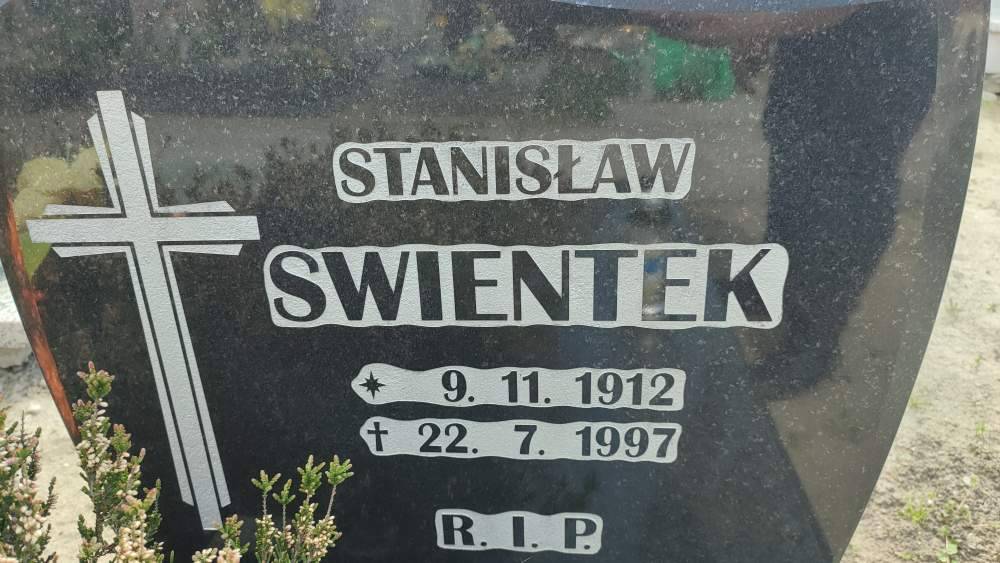 STANISŁAW
SWIENTEK
9. 11. 1912
22. 7. 1997
R. I. P.